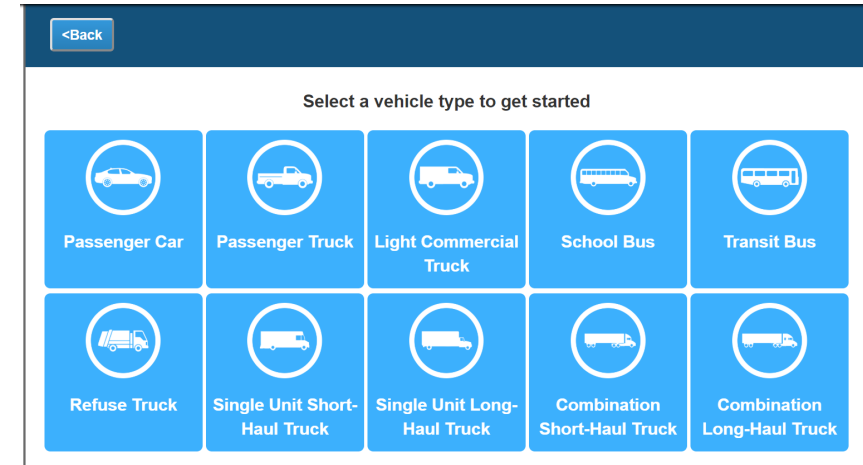 <Back
Select a vehicle type to get started
Passenger Car
Passenger Truck
Light Commercial
Truck
School Bus
Transit Bus
Refuse Truck
Single Unit Short-
Haul Truck
Single Unit Long-
Haul Truck
Combination
Short-Haul Truck
Combination
Long-Haul Truck